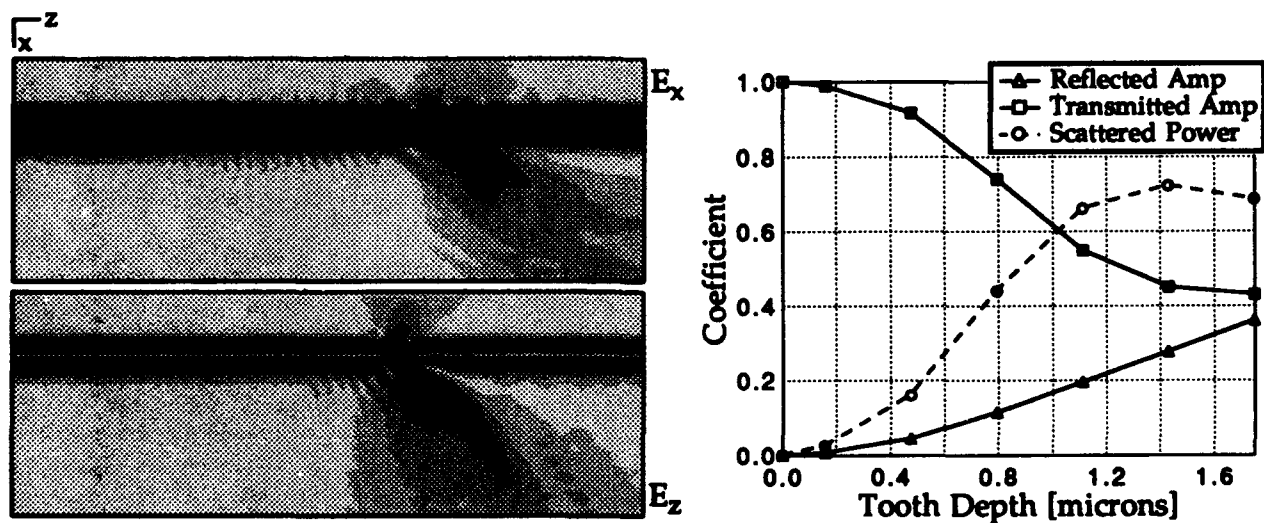 z
x
E_x
E_z
Reflected Amp
Transmitted Amp
Scattered Power
1.0
0.8
0.6
0.4
0.2
0.0
Coefficient
0.0 0.4 0.8 1.2 1.6
Tooth Depth [microns]